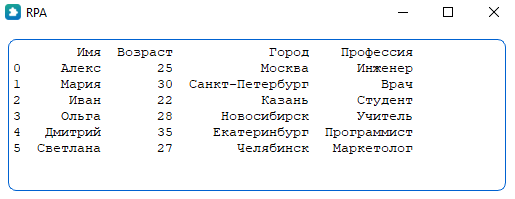 RPA
Имя Возраст Город Профессия
0 Алекс 25 Москва Инженер
1 Мария 30 Санкт-Петербург Врач
2 Иван 22 Казань Студент
3 Ольга 28 Новосибирск Учитель
4 Дмитрий 35 Екатеринбург Программист
5 Светлана 27 Челябинск Маркетолог